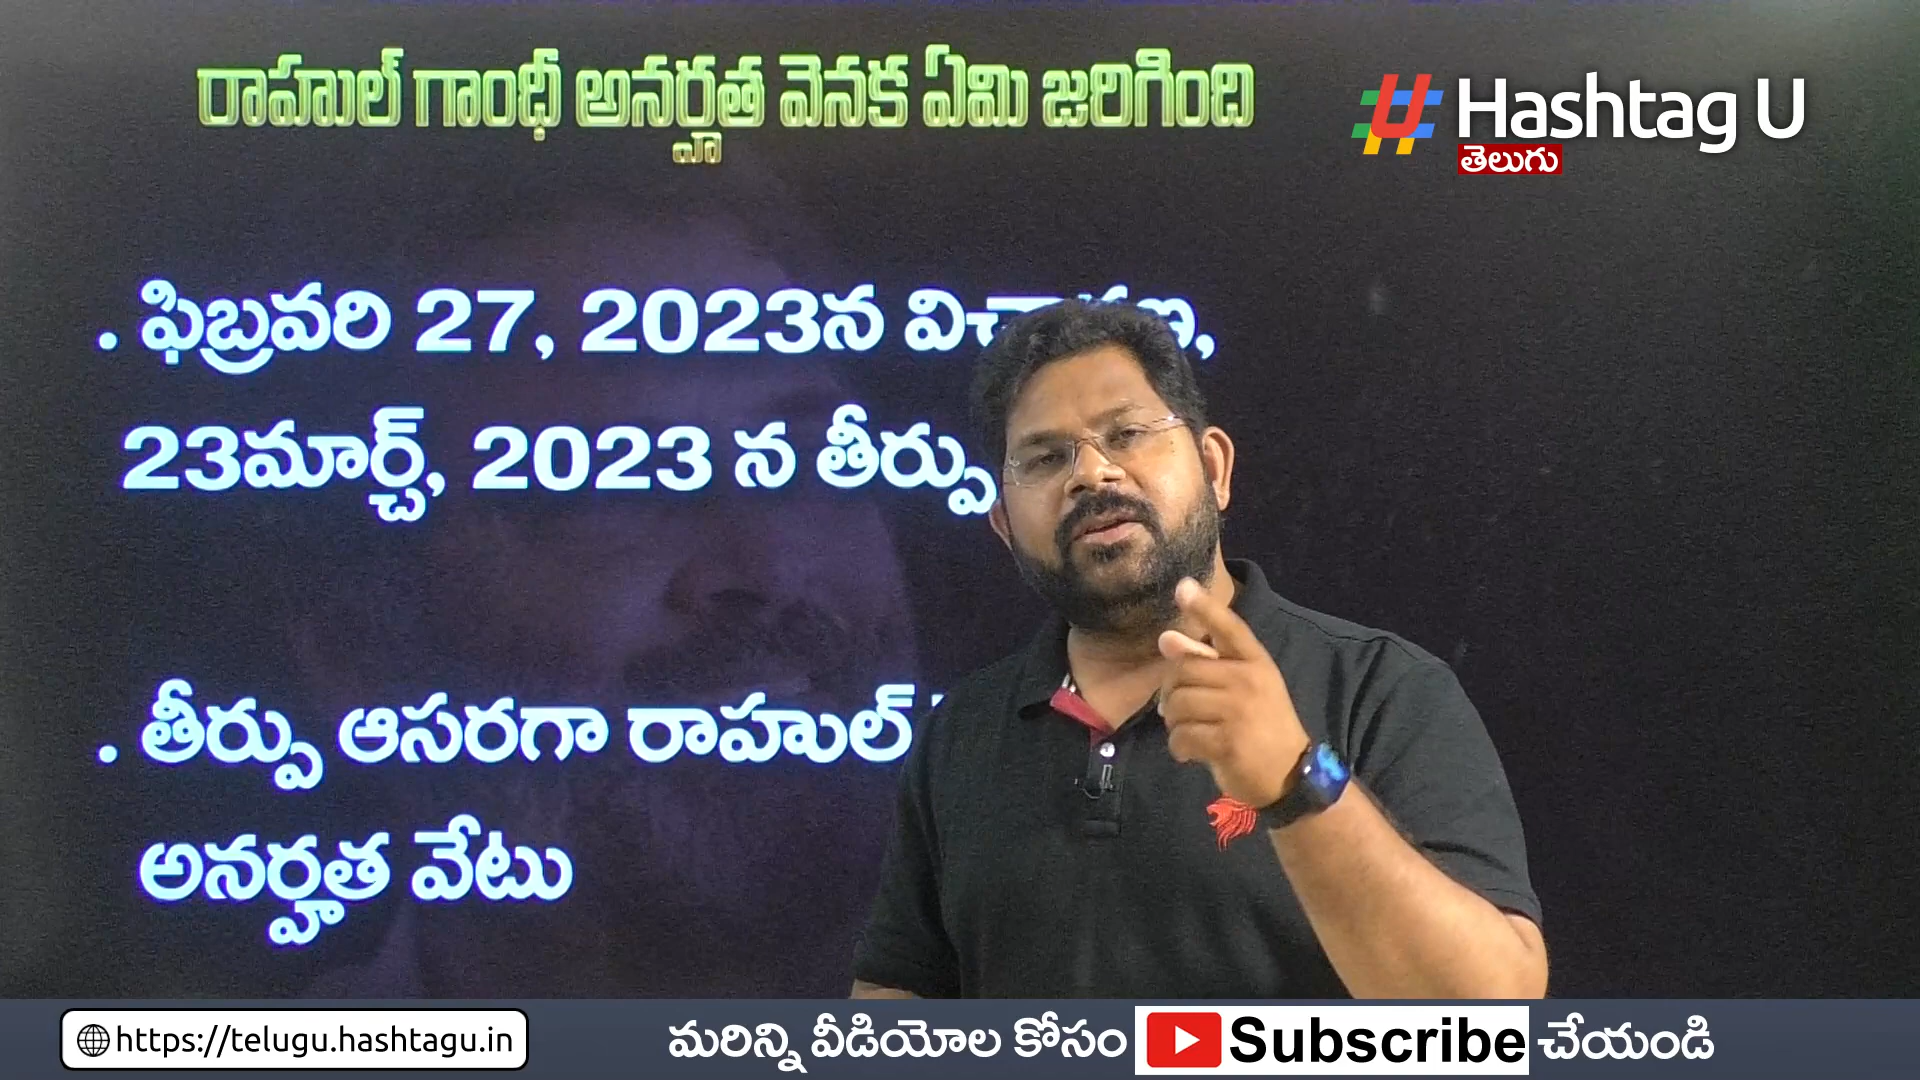 రాహుల్ గాంధీ అనర్హత వెనక ఏమి జరిగింది
Hashtag U
తెలుగు
. ఫిబ్రవరి 27, 2023న
23మార్చ్, 2023 న తీర్పు
. తీర్పు ఆసరగా రాహుల్
అనర్హత వేటు
https://telugu.hashtagu.in
మరిన్ని వీడియోల కోసం Subscribe చేయండి